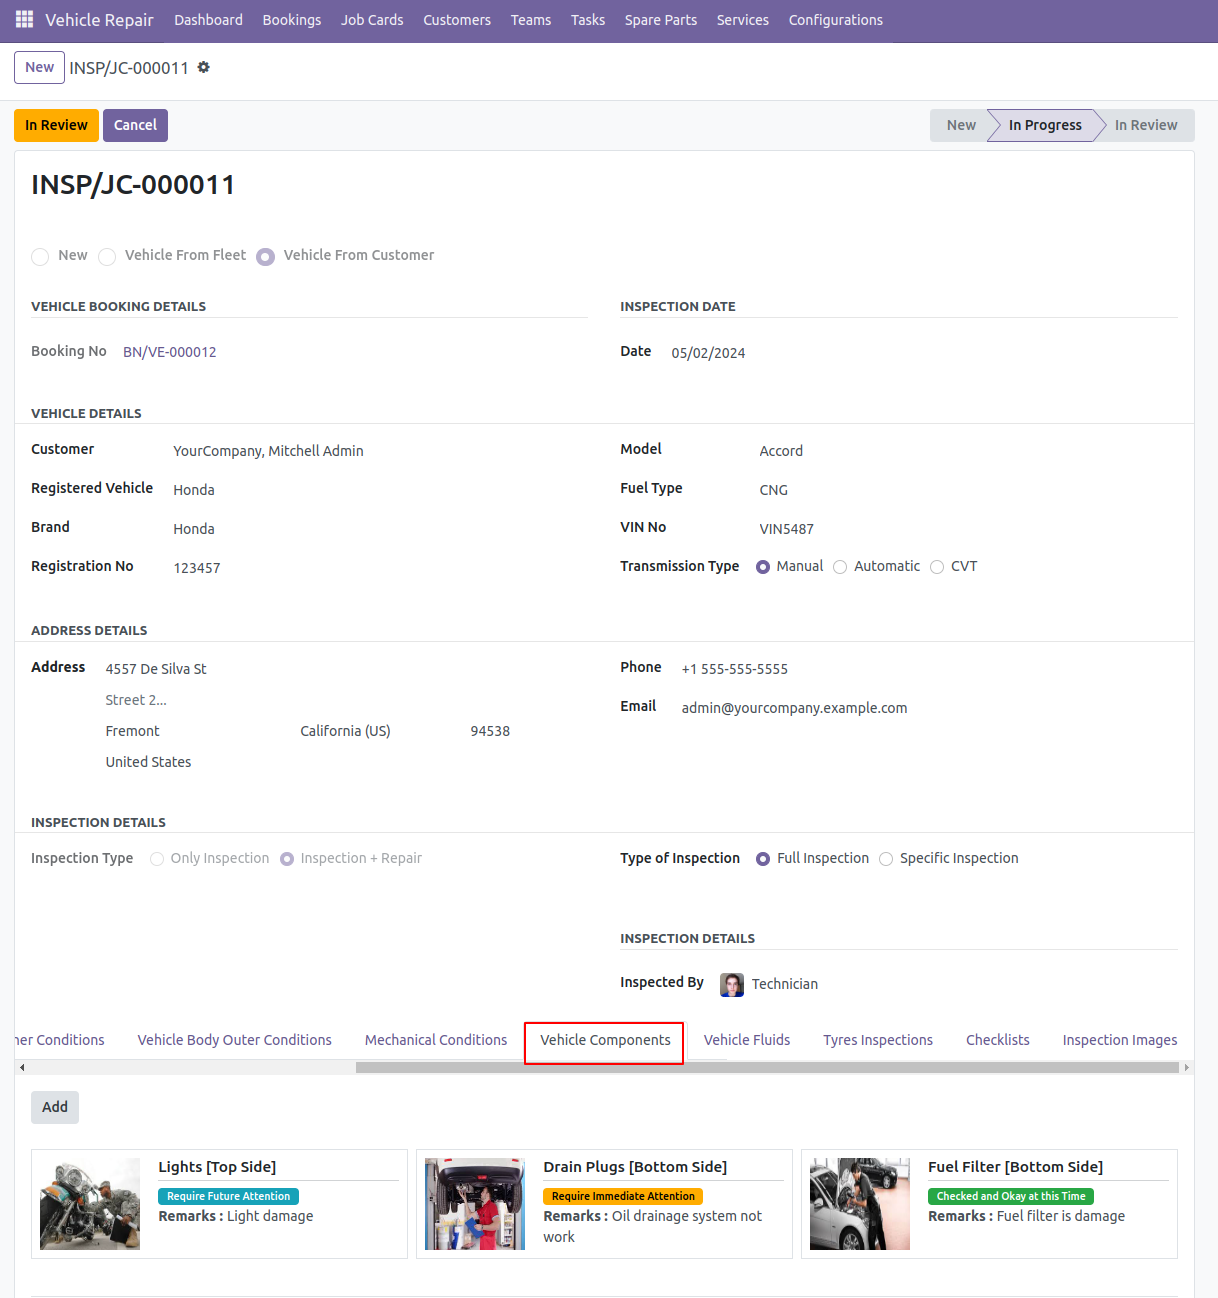 Vehicle Repair Dashboard Bookings Job Cards Customers Teams Tasks Spare Parts Services Configurations
New INSP/JC-000011
In Review Cancel New In Progress In Review
INSP/JC-000011
New Vehicle From Fleet Vehicle From Customer
VEHICLE BOOKING DETAILS INSPECTION DATE
Booking No BN/VE-000012 Date 05/02/2024
VEHICLE DETAILS
Customer YourCompany, Mitchell Admin Model Accord
Registered Vehicle Honda Fuel Type CNG
Brand Honda VIN No VIN5487
Registration No 123457 Transmission Type Manual Automatic CVT
ADDRESS DETAILS
Address 4557 De Silva St Phone +1 555-555-5555
Street 2...
Email admin@yourcompany.example.com
Fremont California (US) 94538
United States
INSPECTION DETAILS
Inspection Type Only Inspection Inspection + Repair Type of Inspection Full Inspection Specific Inspection
INSPECTION DETAILS
Inspected By Technician
ner Conditions Vehicle Body Outer Conditions Mechanical Conditions Vehicle Components Vehicle Fluids Tyres Inspections Checklists Inspection Images
Add
Lights [Top Side]
Require Future Attention
Remarks : Light damage
Drain Plugs [Bottom Side]
Require Immediate Attention
Remarks : Oil drainage system not
work
Fuel Filter [Bottom Side]
Checked and Okay at this Time
Remarks : Fuel filter is damage